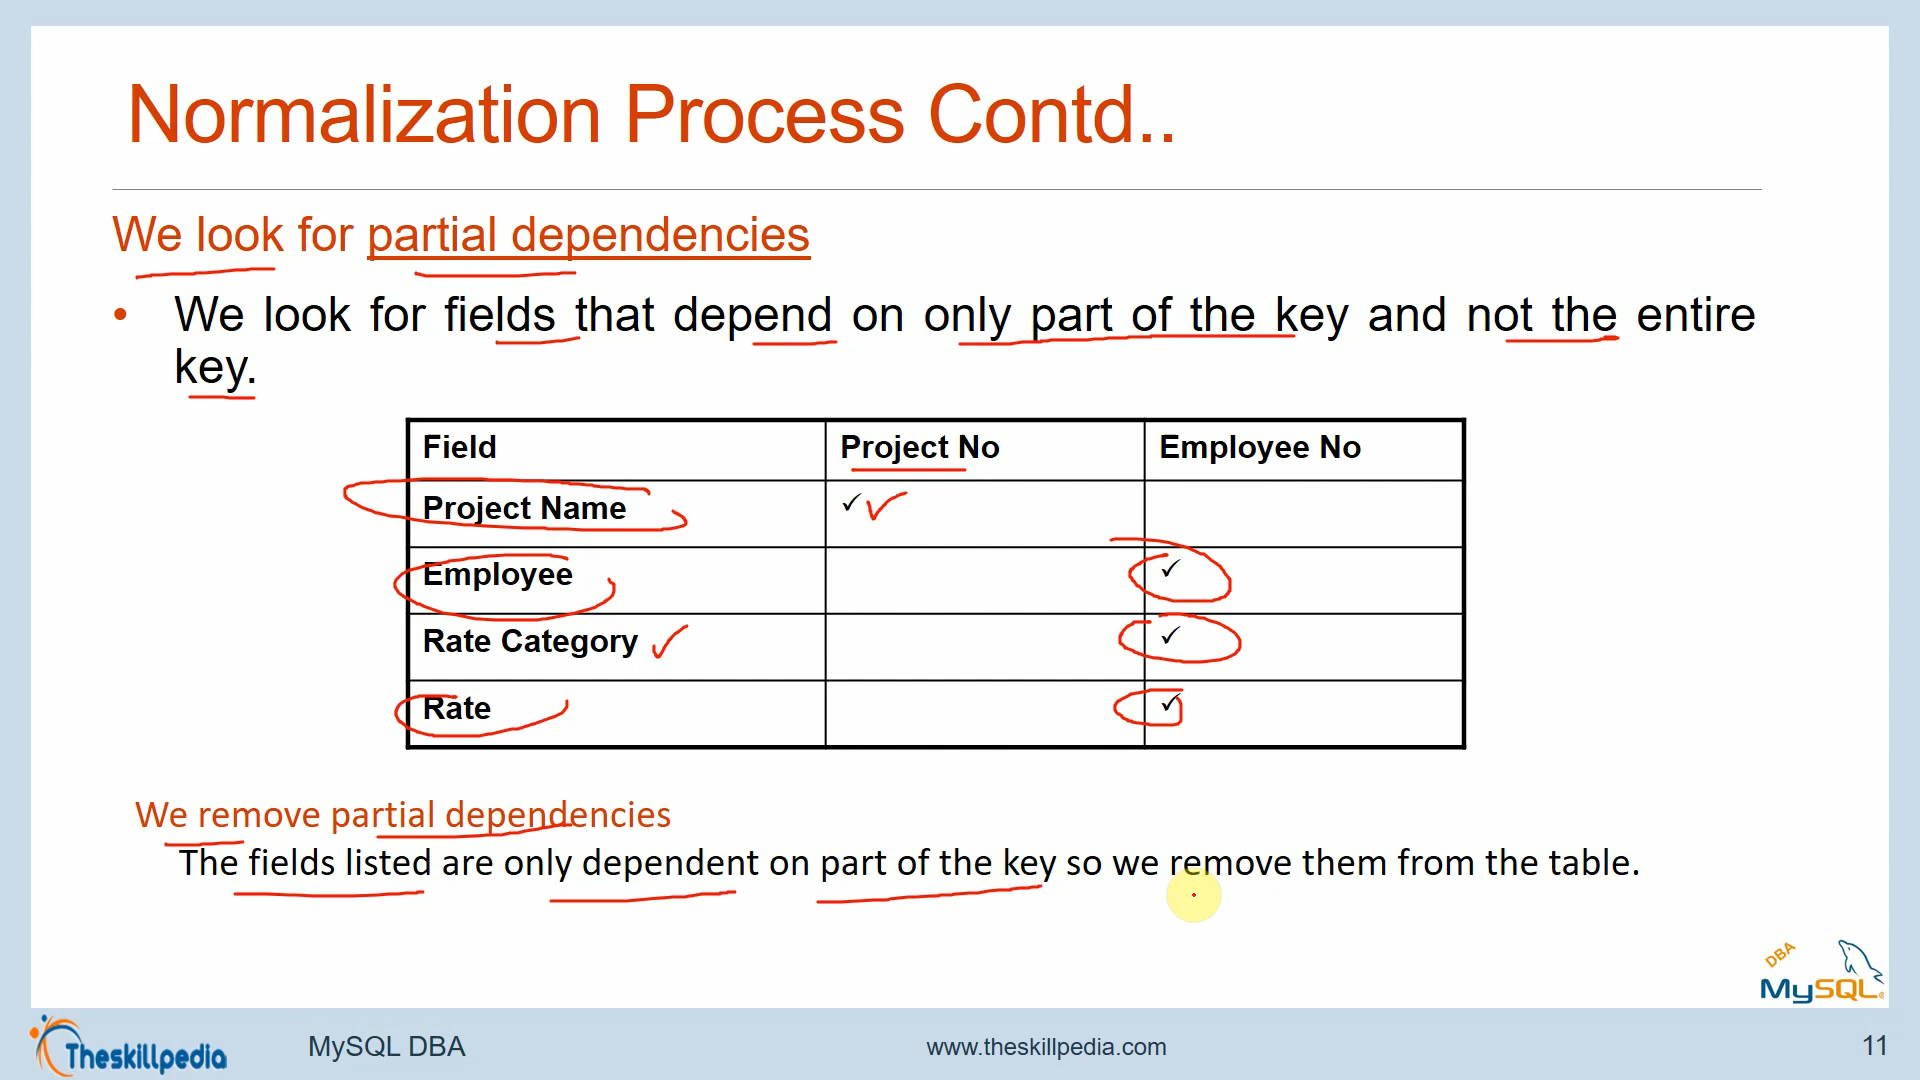 Normalization Process Contd..
We look for partial dependencies
• We look for fields that depend on only part of the key and not the entire
key.
Field Project No Employee No
Project Name ✓
Employee ✓
Rate Category ✓
Rate ✓
We remove partial dependencies
The fields listed are only dependent on part of the key so we remove them from the table.
DBA
MySQL®
Theskillpedia MySQL DBA www.theskillpedia.com 11